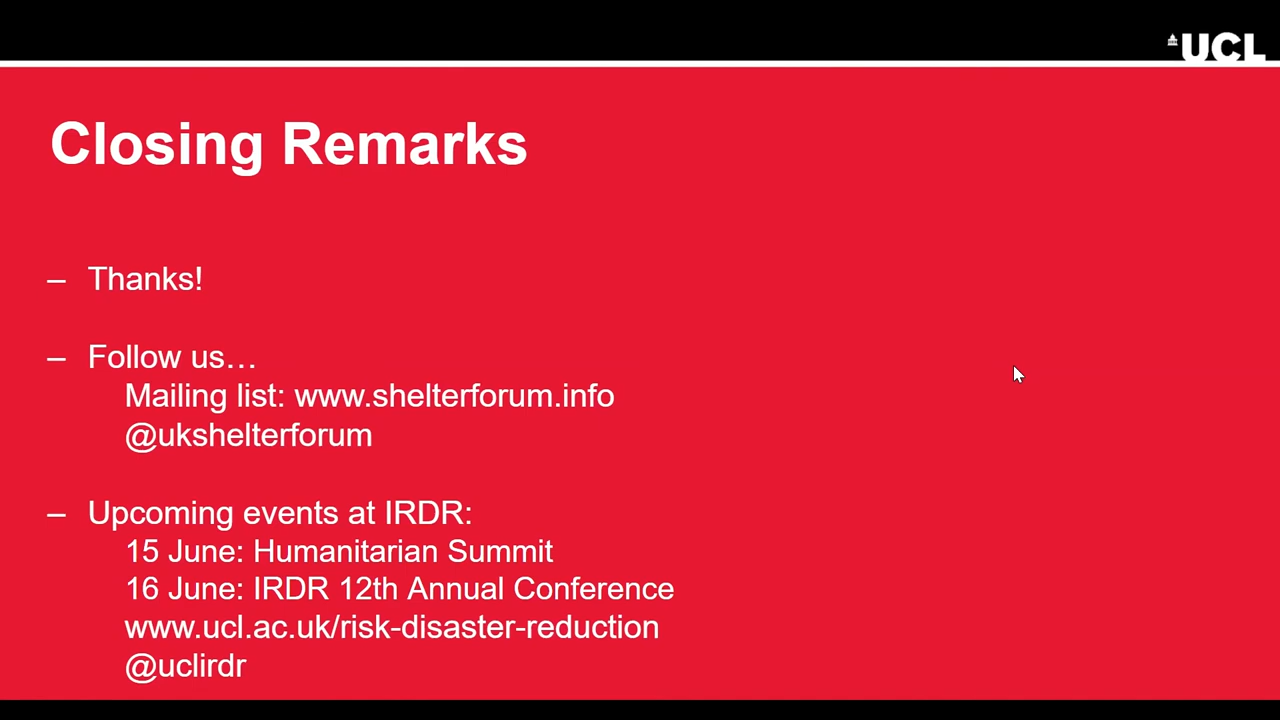 UCL
Closing Remarks
– Thanks!
– Follow us…
Mailing list: www.shelterforum.info
@ukshelterforum
– Upcoming events at IRDR:
15 June: Humanitarian Summit
16 June: IRDR 12th Annual Conference
www.ucl.ac.uk/risk-disaster-reduction
@uclirdr